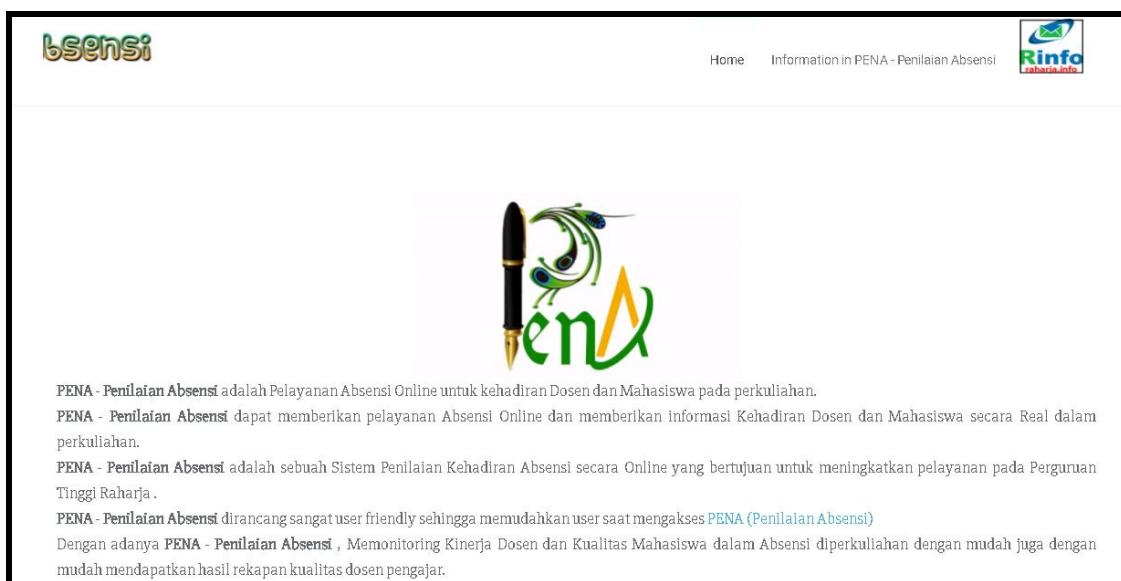 bsensi
Home Information in PENA - Penilaian Absensi
Rinfo
raharja.info
PenA
PENA - Penilaian Absensi adalah Pelayanan Absensi Online untuk kehadiran Dosen dan Mahasiswa pada perkuliahan.
PENA - Penilaian Absensi dapat memberikan pelayanan Absensi Online dan memberikan informasi Kehadiran Dosen dan Mahasiswa secara Real dalam
perkuliahan.
PENA - Penilaian Absensi adalah sebuah Sistem Penilaian Kehadiran Absensi secara Online yang bertujuan untuk meningkatkan pelayanan pada Perguruan
Tinggi Raharja .
PENA - Penilaian Absensi dirancang sangat user friendly sehingga memudahkan user saat mengakses PENA (Penilaian Absensi)
Dengan adanya PENA - Penilaian Absensi , Memonitoring Kinerja Dosen dan Kualitas Mahasiswa dalam Absensi diperkuliahan dengan mudah juga dengan
mudah mendapatkan hasil rekapan kualitas dosen pengajar.